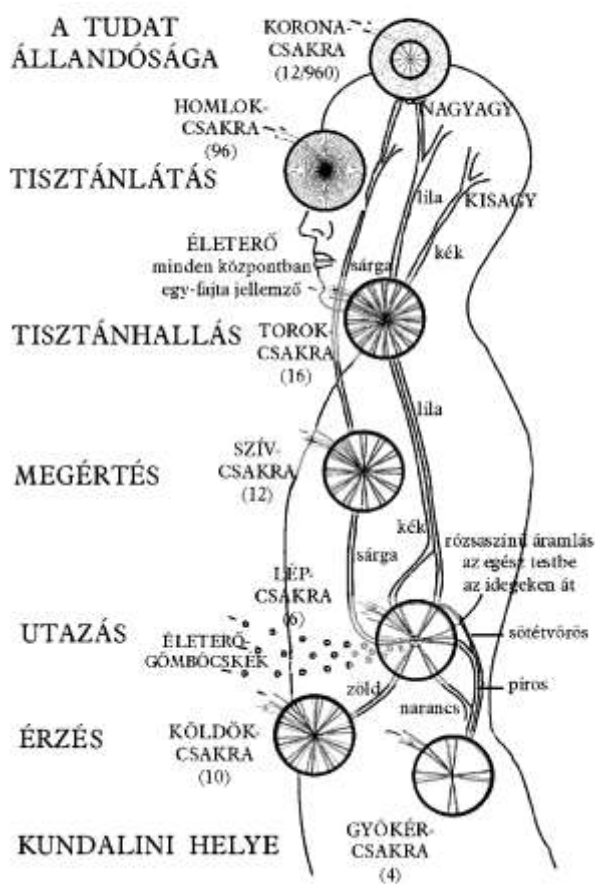 A TUDAT
ÁLLANDÓSÁGA
KORONA-
CSAKRA
(12/960)
HOMLOK-
CSAKRA
(96)
NAGYAGY
TISZTÁNLÁTÁS
lila
KISAGY
ÉLETERŐ
minden központban
egy-fajta jellemző
sárga
kék
TISZTÁNHALLÁS
TOROK-
CSAKRA
(16)
lila
SZÍV-
CSAKRA
(12)
MEGÉRTÉS
kék
rózsaszínű áramlás
az egész testbe
az idegeken át
sárga
LÉP-
CSAKRA
(6)
UTAZÁS
ÉLETERŐ-
GÖMBÖCSKÉK
sötétvörös
zöld
narancs
piros
ÉRZÉS
KÖLDÖK-
CSAKRA
(10)
KUNDALINI HELYE
GYÖKÉR-
CSAKRA
(4)